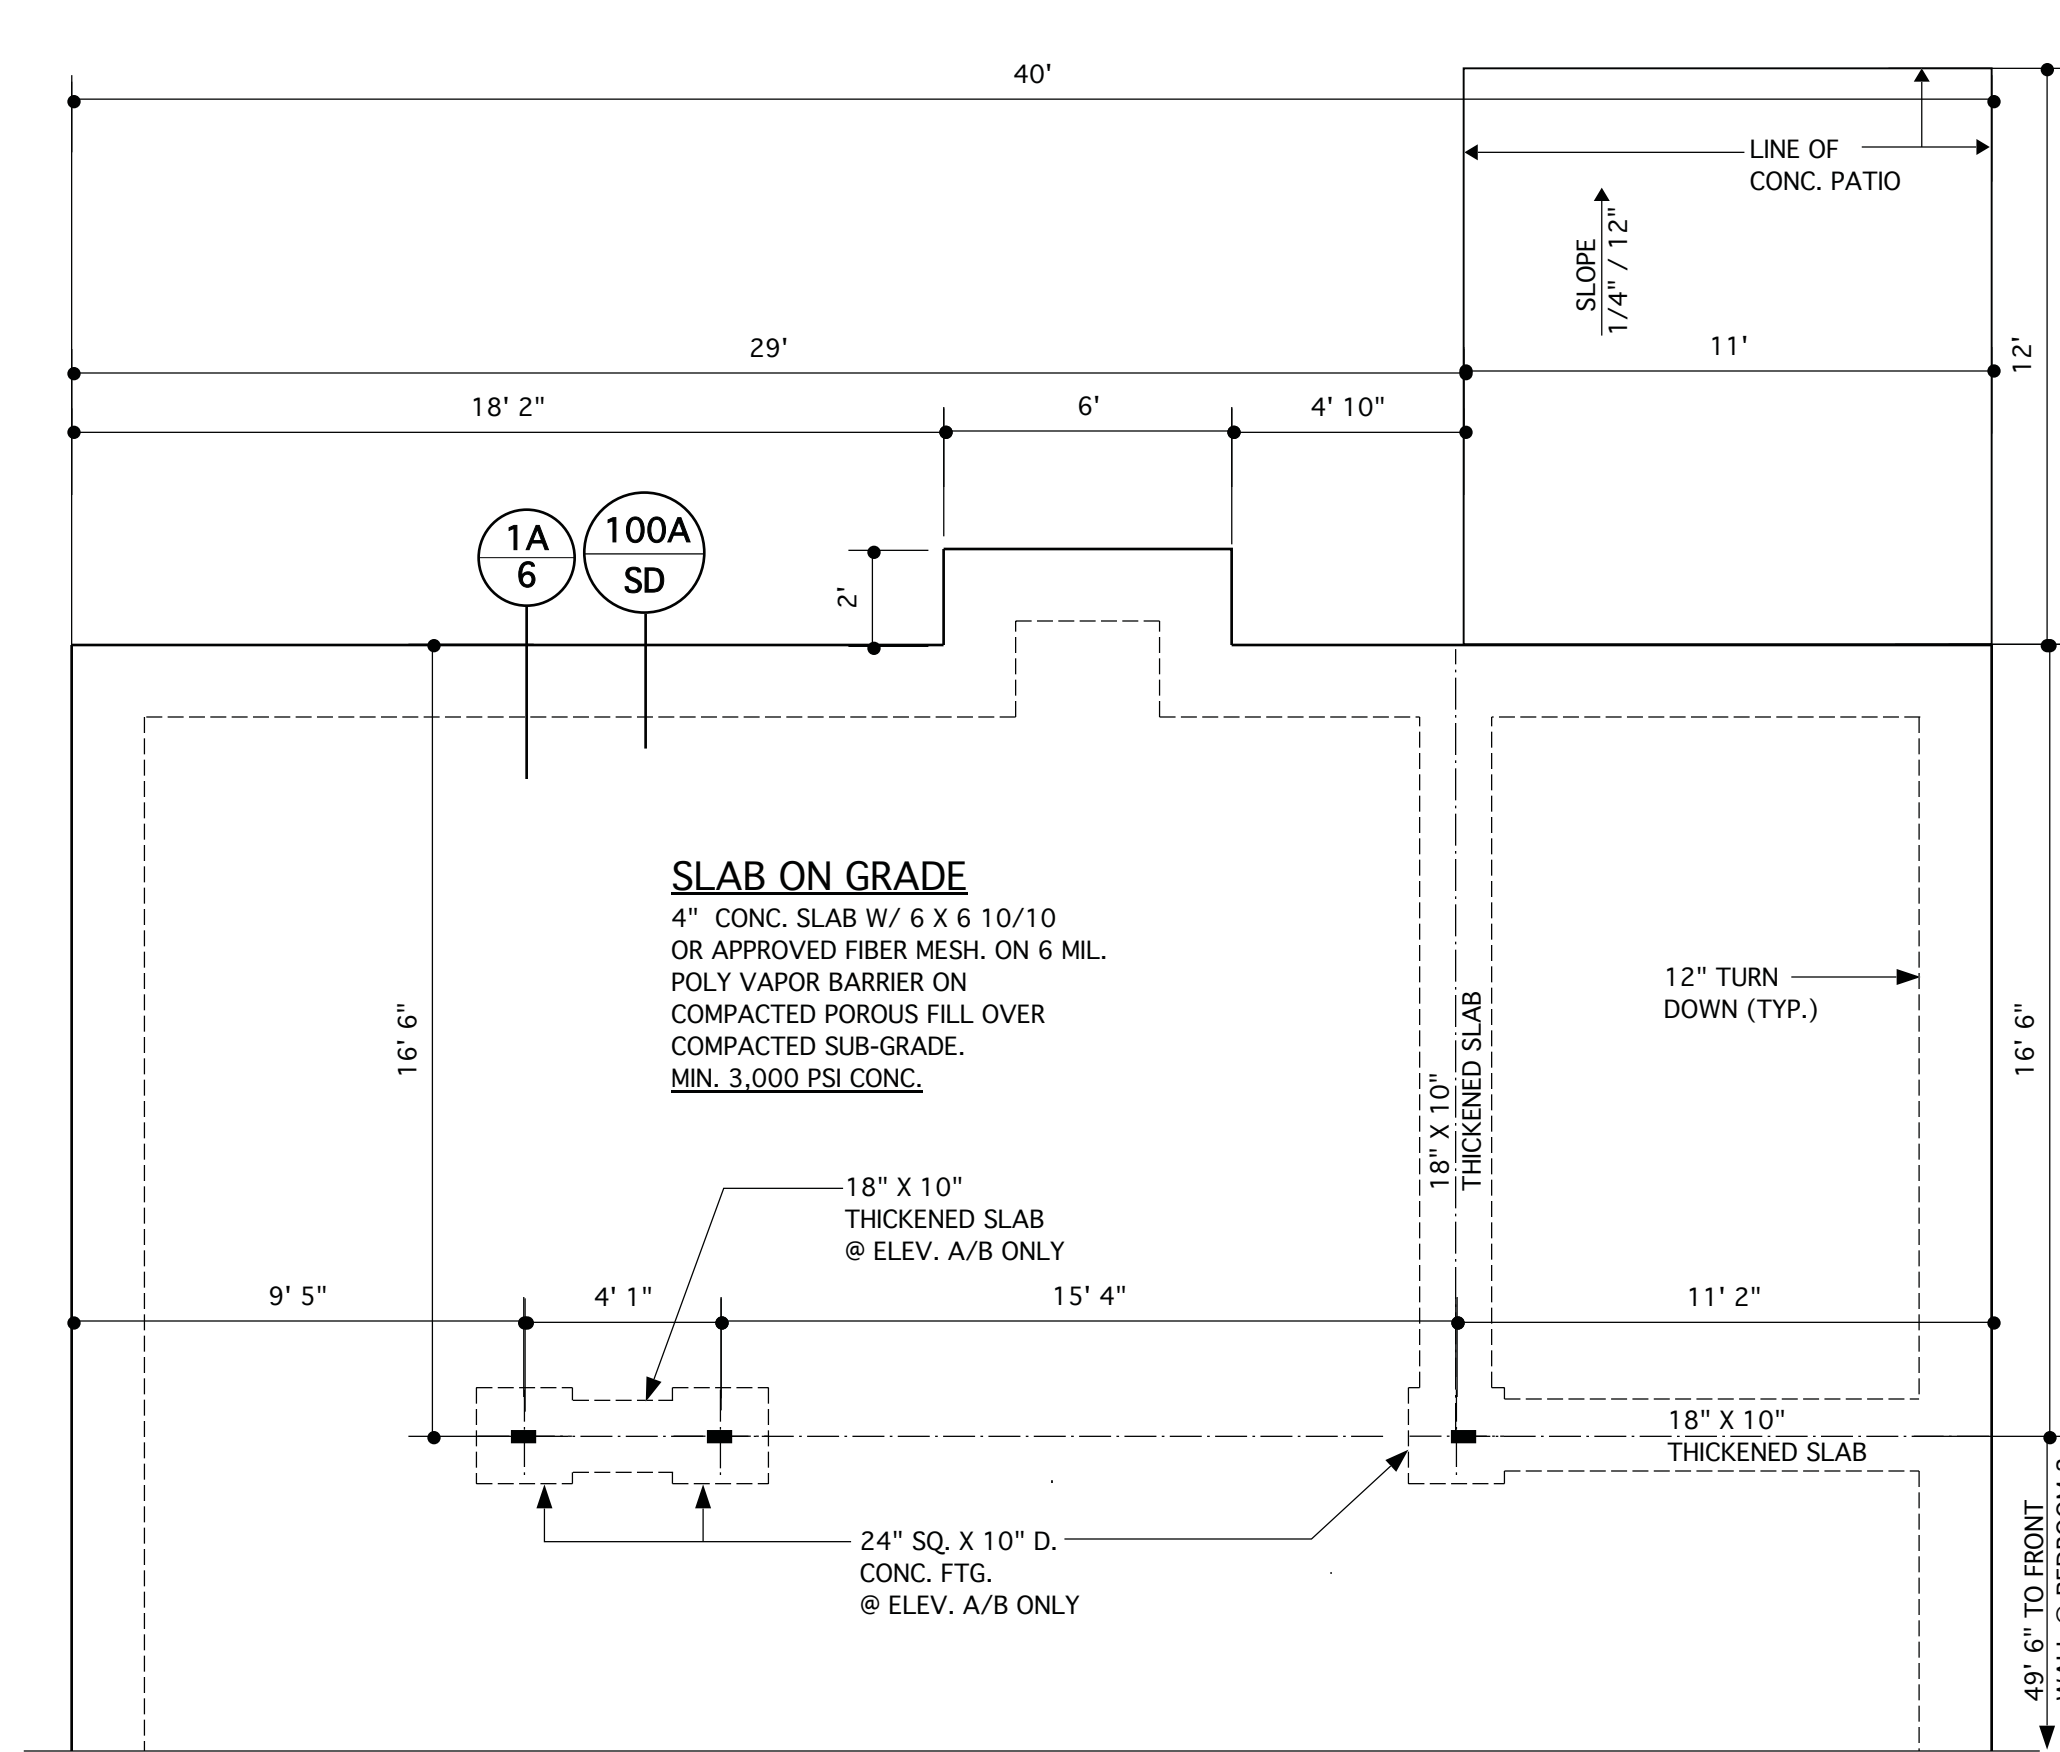 40'
LINE OF
CONC. PATIO
SLOPE
1/4" / 12"
29'
11'
12'
18' 2"
6'
4' 10"
1A
6
100A
SD
2'
SLAB ON GRADE
4" CONC. SLAB W/ 6 X 6 10/10
OR APPROVED FIBER MESH. ON 6 MIL.
POLY VAPOR BARRIER ON
COMPACTED POROUS FILL OVER
COMPACTED SUB-GRADE.
MIN. 3,000 PSI CONC.
12" TURN
DOWN (TYP.)
16' 6"
18" X 10"
THICKENED SLAB
16' 6"
18" X 10"
THICKENED SLAB
@ ELEV. A/B ONLY
9' 5"
4' 1"
15' 4"
11' 2"
18" X 10"
THICKENED SLAB
24" SQ. X 10" D.
CONC. FTG.
@ ELEV. A/B ONLY
49' 6" TO FRONT